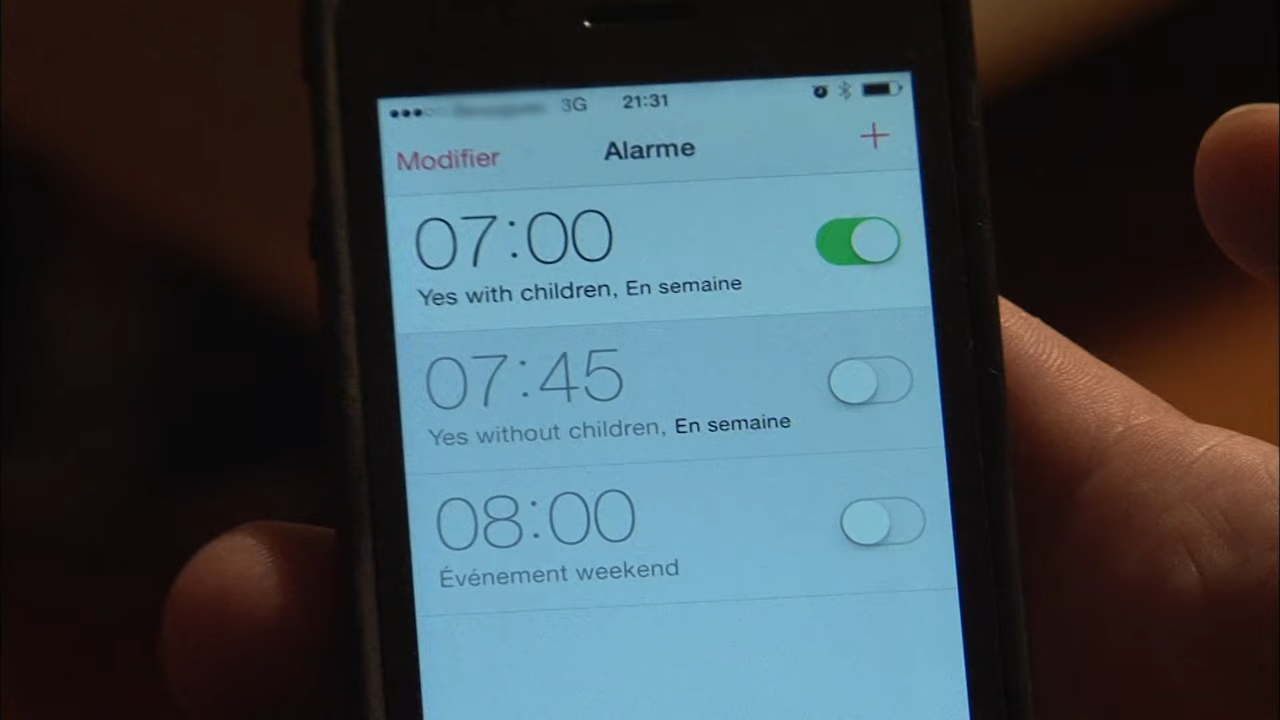 3G 21:31
Modifier Alarme +
07:00
Yes with children, En semaine
07:45
Yes without children, En semaine
08:00
Événement weekend